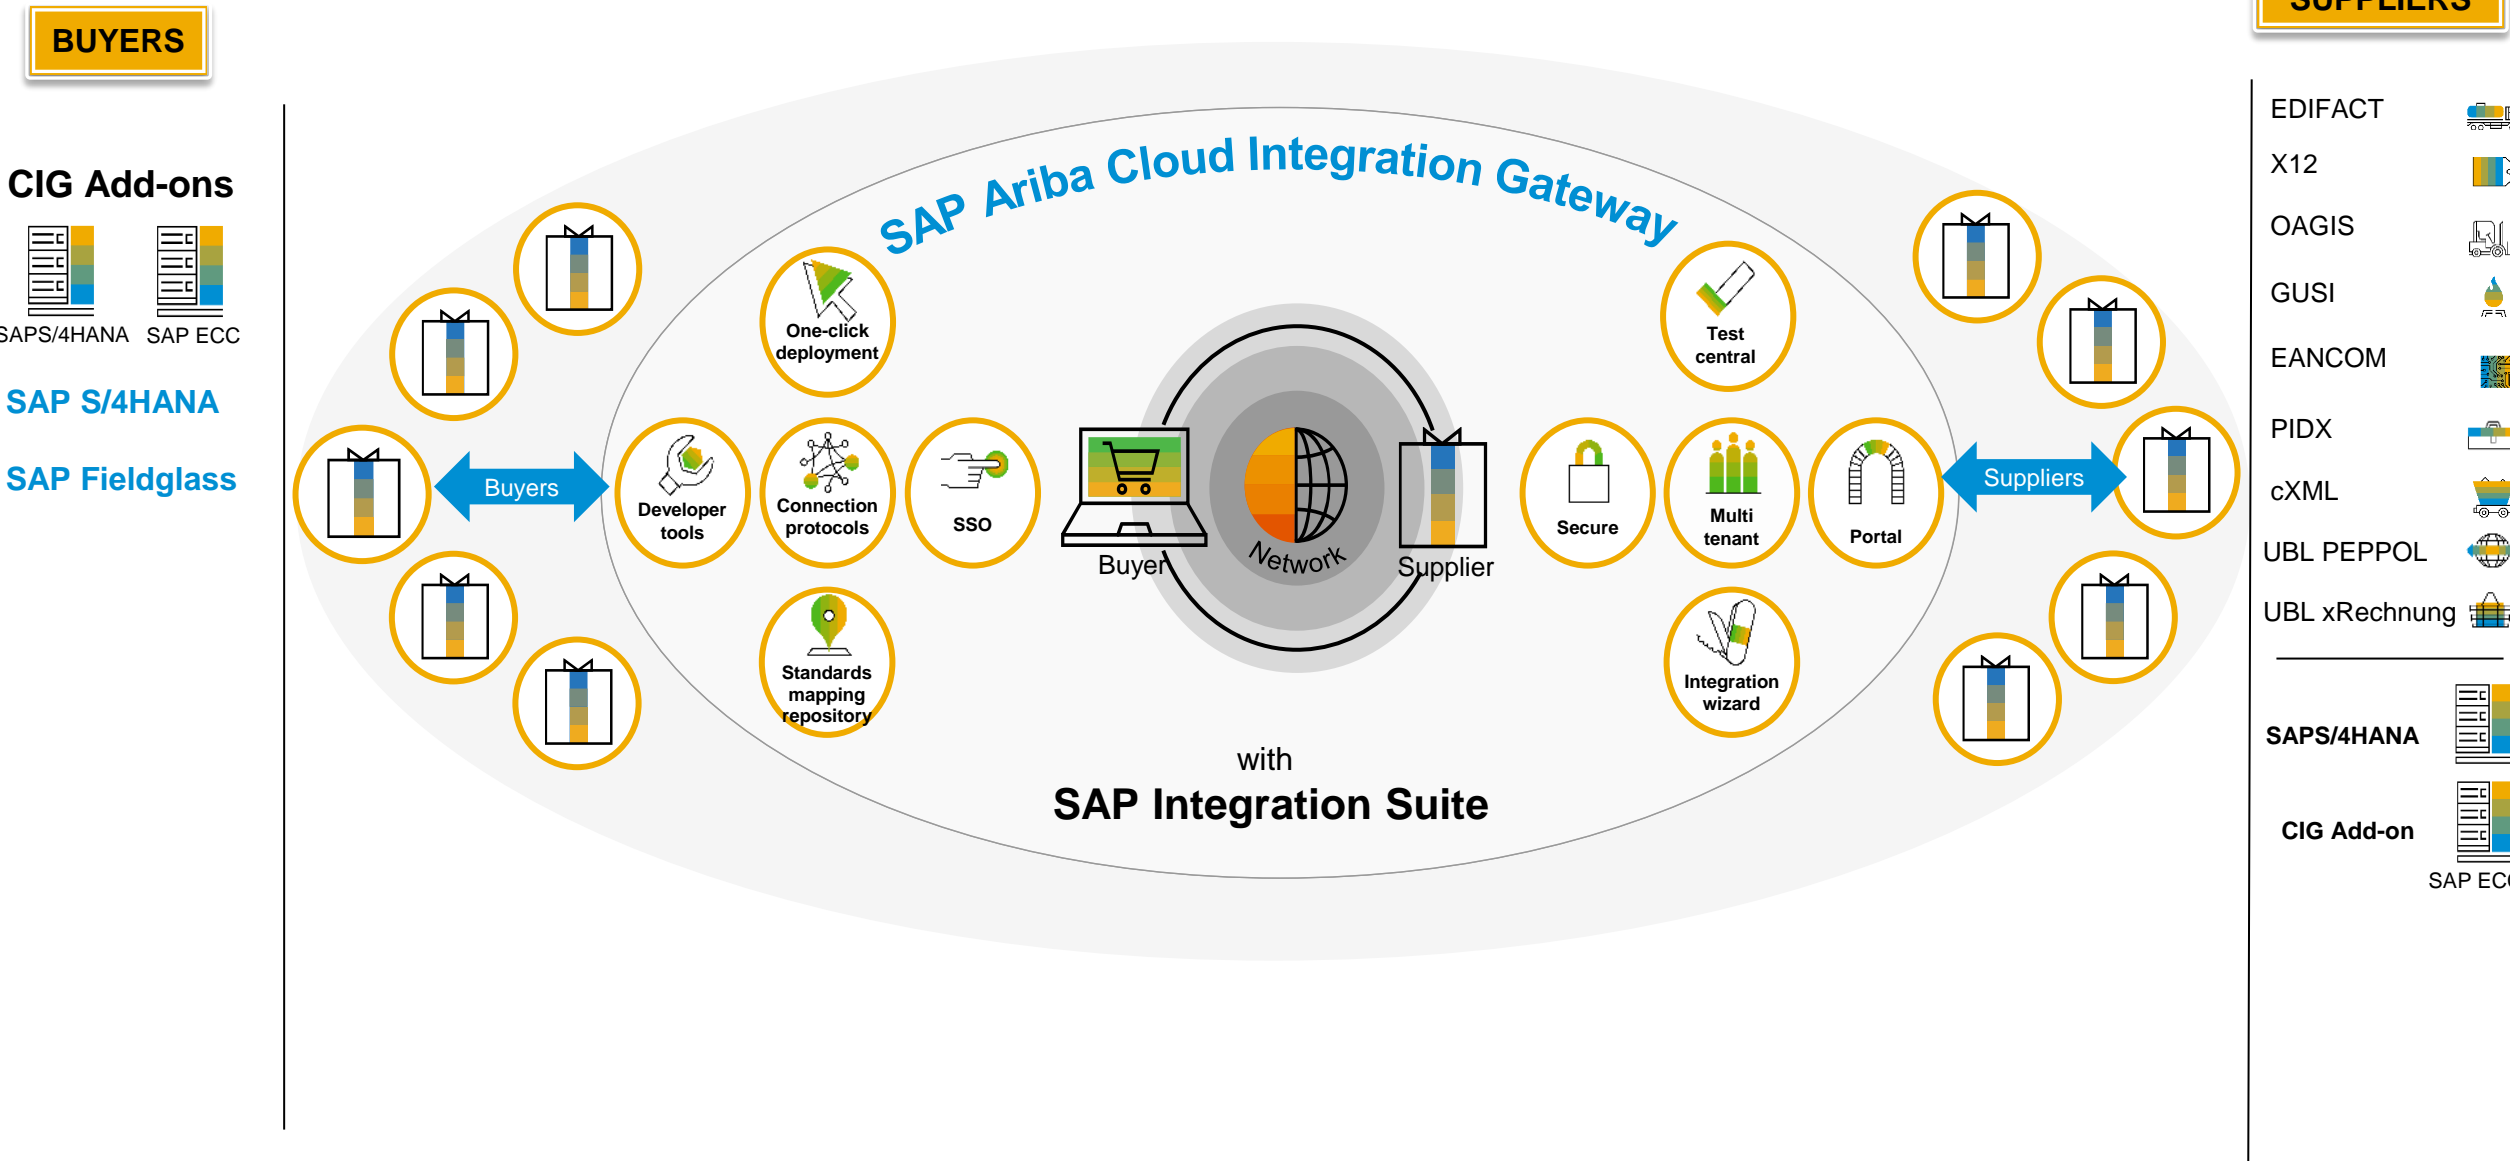 BUYERS
SUPPLIERS
CIG Add-ons
SAPS/4HANA
SAP ECC
SAP S/4HANA
SAP Fieldglass
SAP Ariba Cloud Integration Gateway
One-click
deployment
Test
central
Buyers
Developer
tools
Connection
protocols
SSO
Buyer
Network
Supplier
Secure
Multi
tenant
Portal
Suppliers
Standards
mapping
repository
Integration
wizard
with
SAP Integration Suite
EDIFACT
X12
OAGIS
GUSI
EANCOM
PIDX
cXML
UBL PEPPOL
UBL xRechnung
SAPS/4HANA
CIG Add-on
SAP ECC